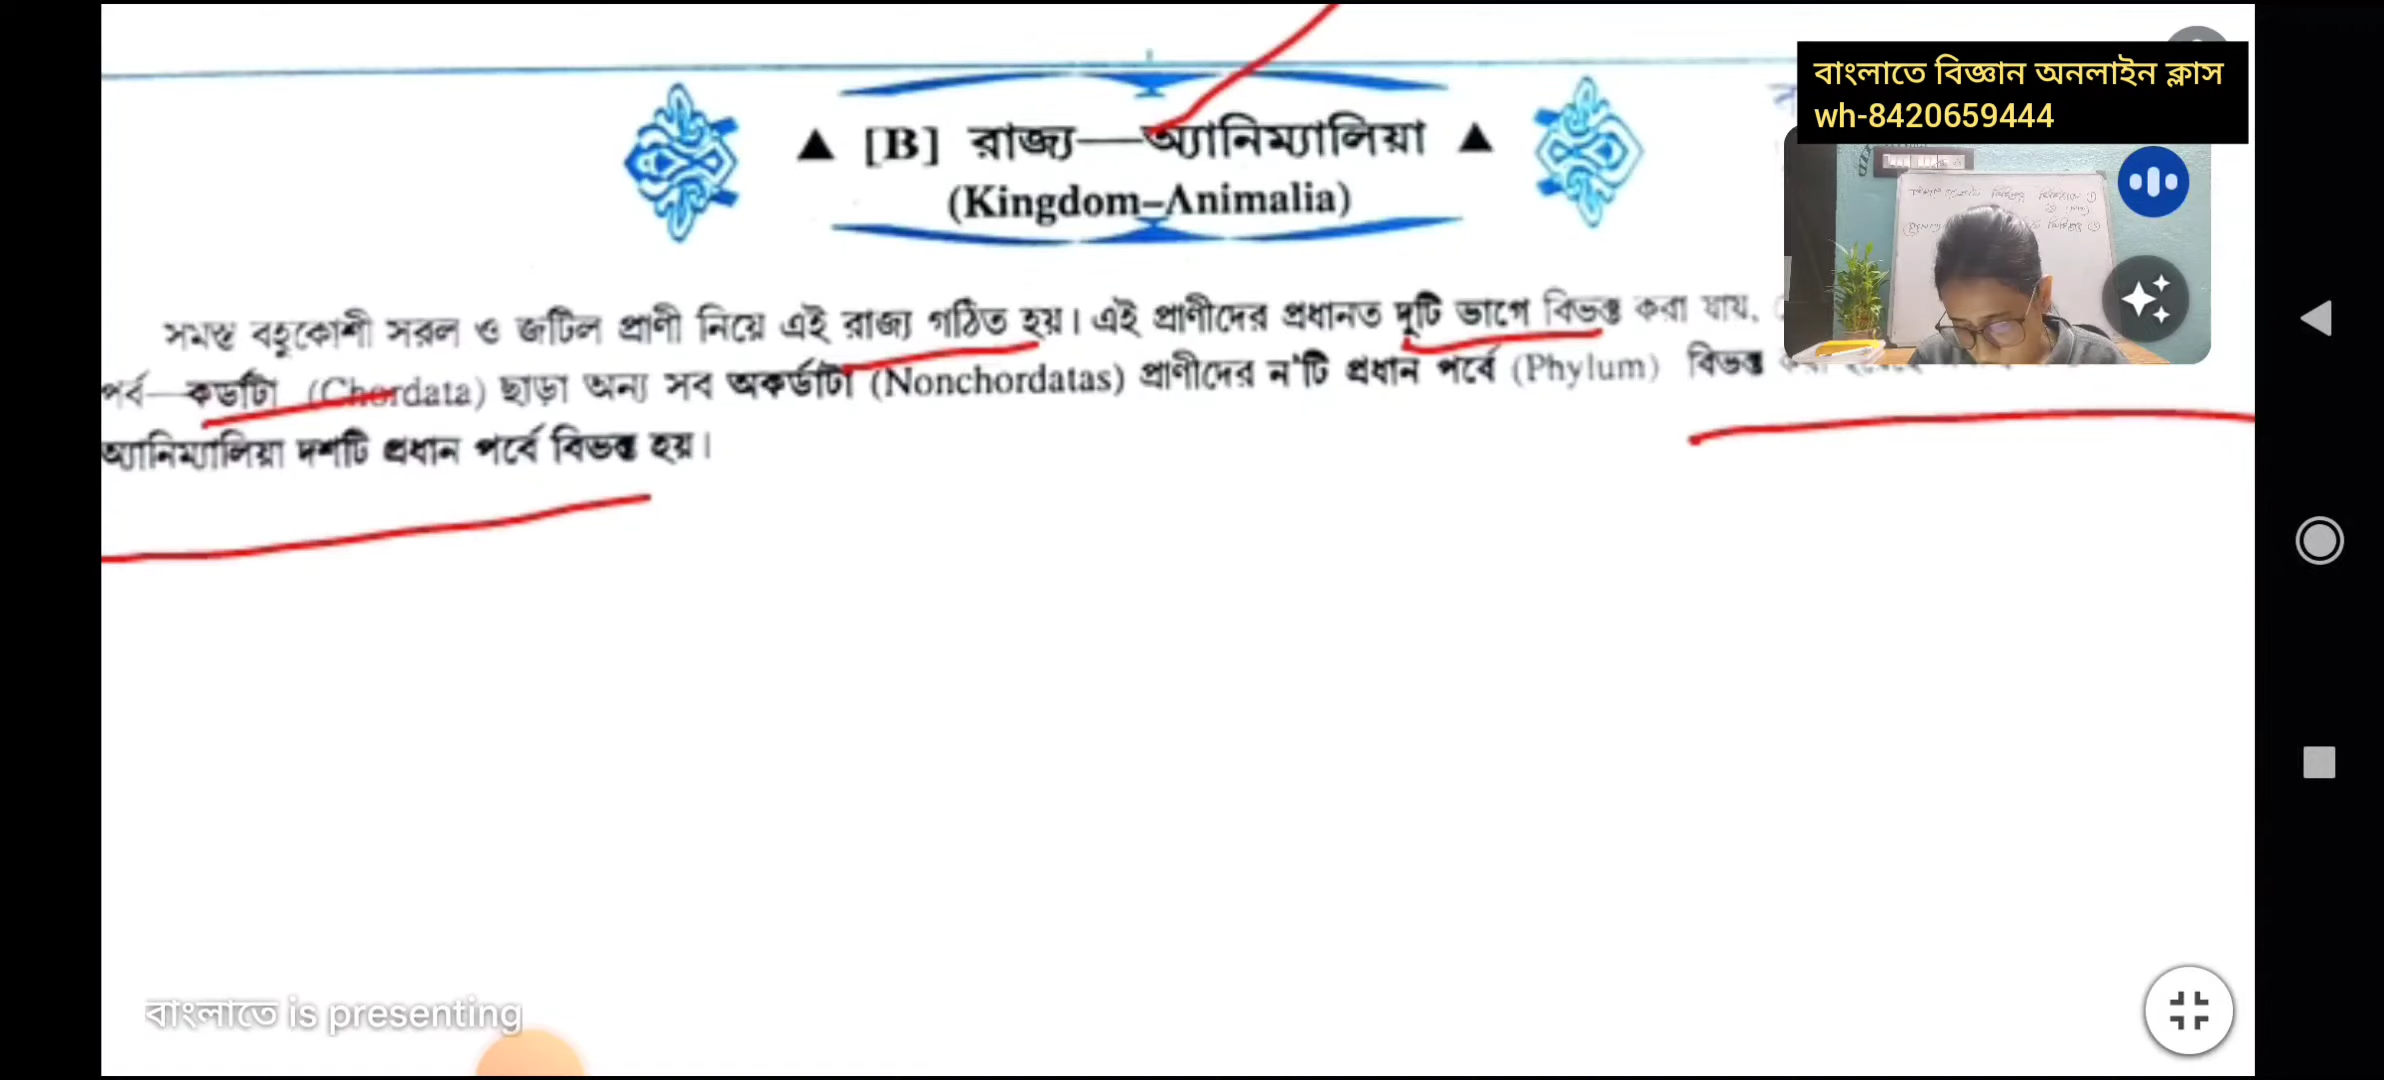 বাংলাতে বিজ্ঞান অনলাইন ক্লাস
wh-8420659444
▲ [B] রাজ্য—অ্যানিম্যালিয়া ▲
(Kingdom–Animalia)
সমস্ত বহুকোশী সরল ও জটিল প্রাণী নিয়ে এই রাজ্য গঠিত হয়। এই প্রাণীদের প্রধানত দুটি ভাগে বিভক্ত করা যায়,
পর্ব—কর্ডাটা (Chordata) ছাড়া অন্য সব অকর্ডাটা (Nonchordatas) প্রাণীদের ন'টি প্রধান পর্বে (Phylum) বিভক্ত
অ্যানিম্যালিয়া দশটি প্রধান পর্বে বিভক্ত হয়।
বাংলাতে is presenting